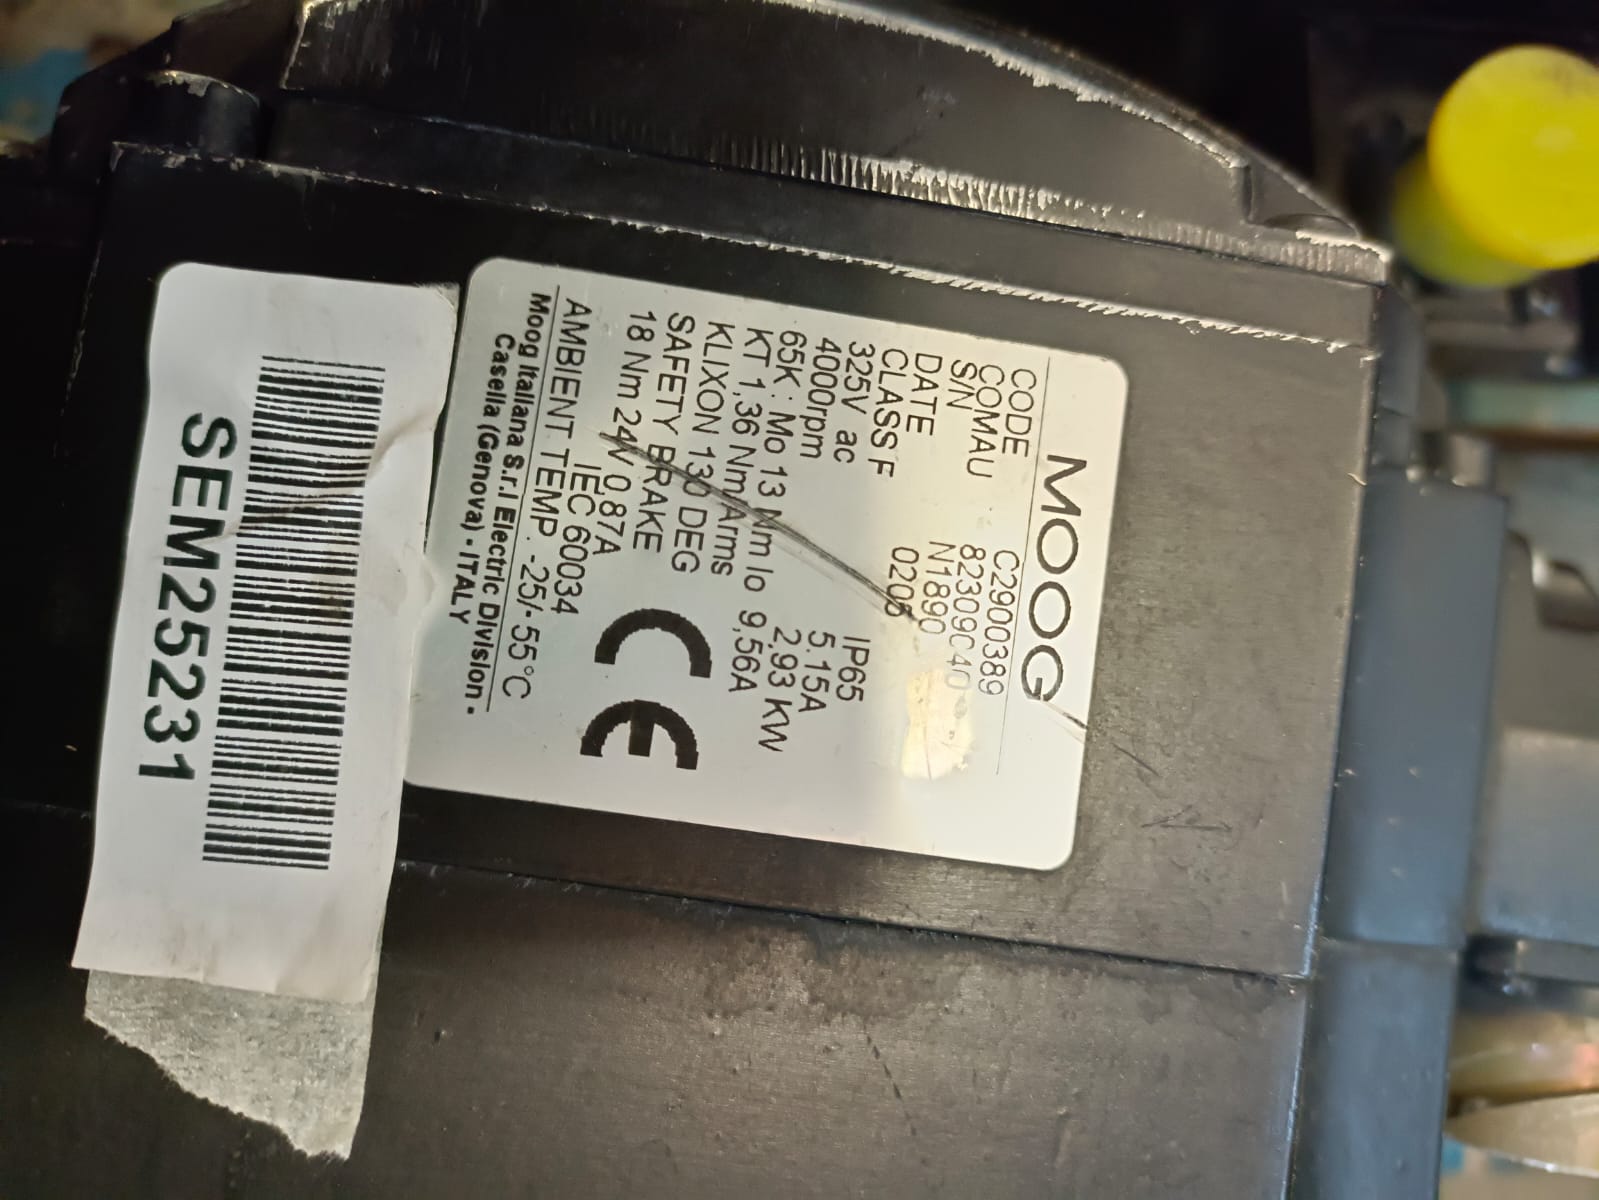 MOOG
CODE C2900389
COMAU 82309C40
S/N N1890
DATE
CLASS F
325V ac IP65
4000rpm 5.15A
65K : Mo 13 Nm Io 2,93 KW
KT 1,36 Nm/Arms 9,56A
KLIXON 130 DEG
SAFETY BRAKE
18 Nm 24V 0,87A
IEC 60034
AMBIENT TEMP. -25/-55°C
CE
Moog Italiana S.r.l Electric Division -
Casella (Genova) - ITALY
SEM25231